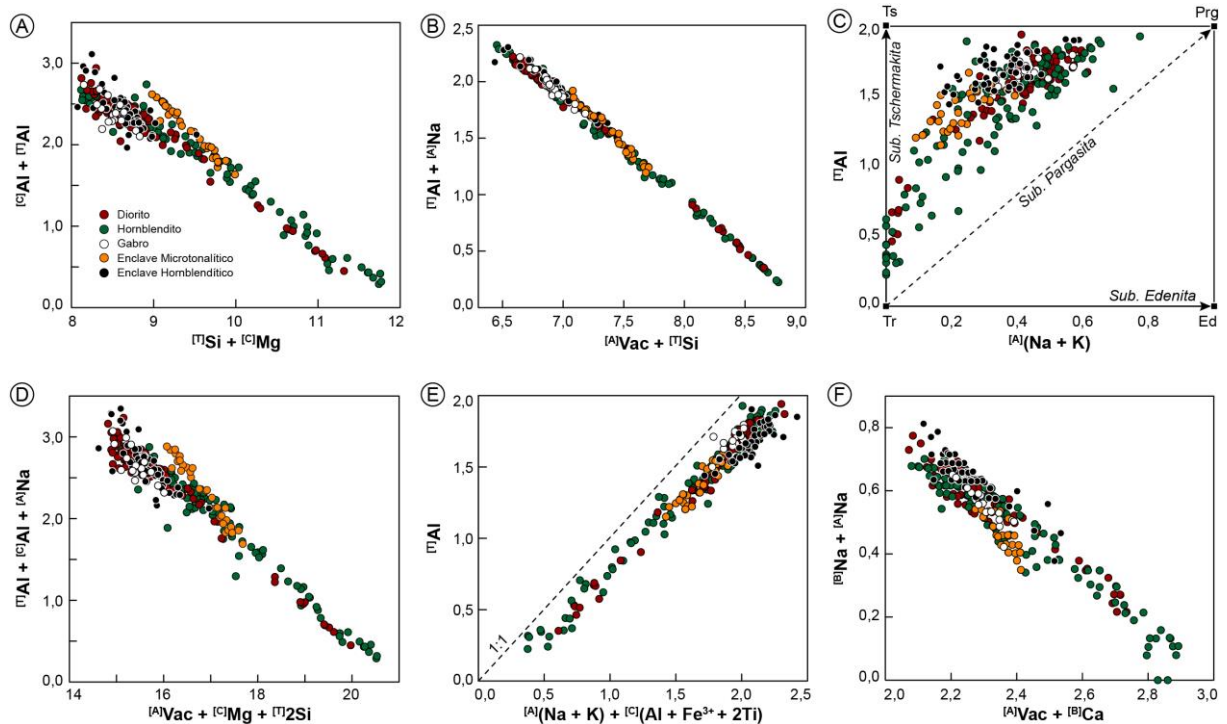 A
3,0
2,0
1,0
0,0
8
9
10
11
12
[C]Al + [T]Al
[T]Si + [C]Mg
Diorito
Hornblendito
Gabro
Enclave Microtonalítico
Enclave Hornblendítico
B
2,5
2,0
1,5
1,0
0,5
0,0
6,5
7,0
7,5
8,0
8,5
9,0
[T]Al + [A]Na
[A]Vac + [T]Si
C
Ts
Prg
2,0
1,5
1,0
0,5
0,0
Tr
0,2
0,4
0,6
0,8
Ed
Sub. Tschermakita
Sub. Pargasita
Sub. Edenita
[T]Al
[A](Na + K)
D
3,0
2,0
1,0
0,0
14
16
18
20
[T]Al + [C]Al + [A]Na
[A]Vac + [C]Mg + [T]2Si
E
2,0
1,5
1,0
0,5
0,0
0,0
0,5
1,0
1,5
2,0
2,5
1:1
[T]Al
[A](Na + K) + [C](Al + Fe³⁺ + 2Ti)
F
0,8
0,6
0,4
0,2
0,0
2,0
2,2
2,4
2,6
2,8
3,0
[B]Na + [A]Na
[A]Vac + [B]Ca